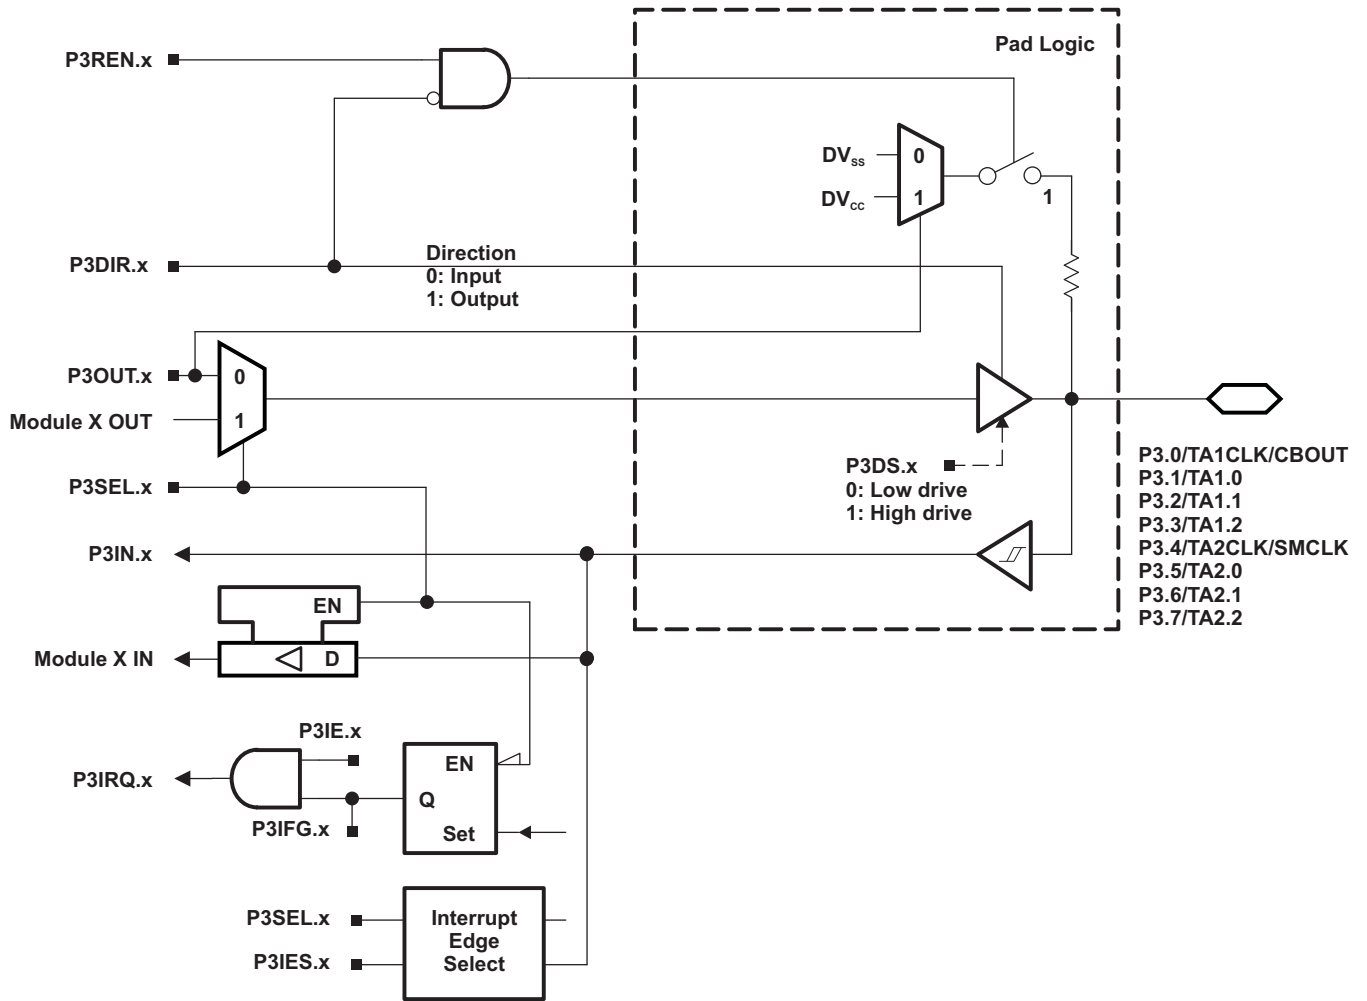 Pad Logic
P3REN.x
DVSS
0
DVCC
1
1
P3DIR.x
Direction
0: Input
1: Output
P3OUT.x
0
Module X OUT
1
P3SEL.x
P3DS.x
0: Low drive
1: High drive
P3.0/TA1CLK/CBOUT
P3.1/TA1.0
P3.2/TA1.1
P3.3/TA1.2
P3.4/TA2CLK/SMCLK
P3.5/TA2.0
P3.6/TA2.1
P3.7/TA2.2
P3IN.x
EN
Module X IN
D
P3IE.x
P3IRQ.x
EN
Q
P3IFG.x
Set
P3SEL.x
P3IES.x
Interrupt
Edge
Select